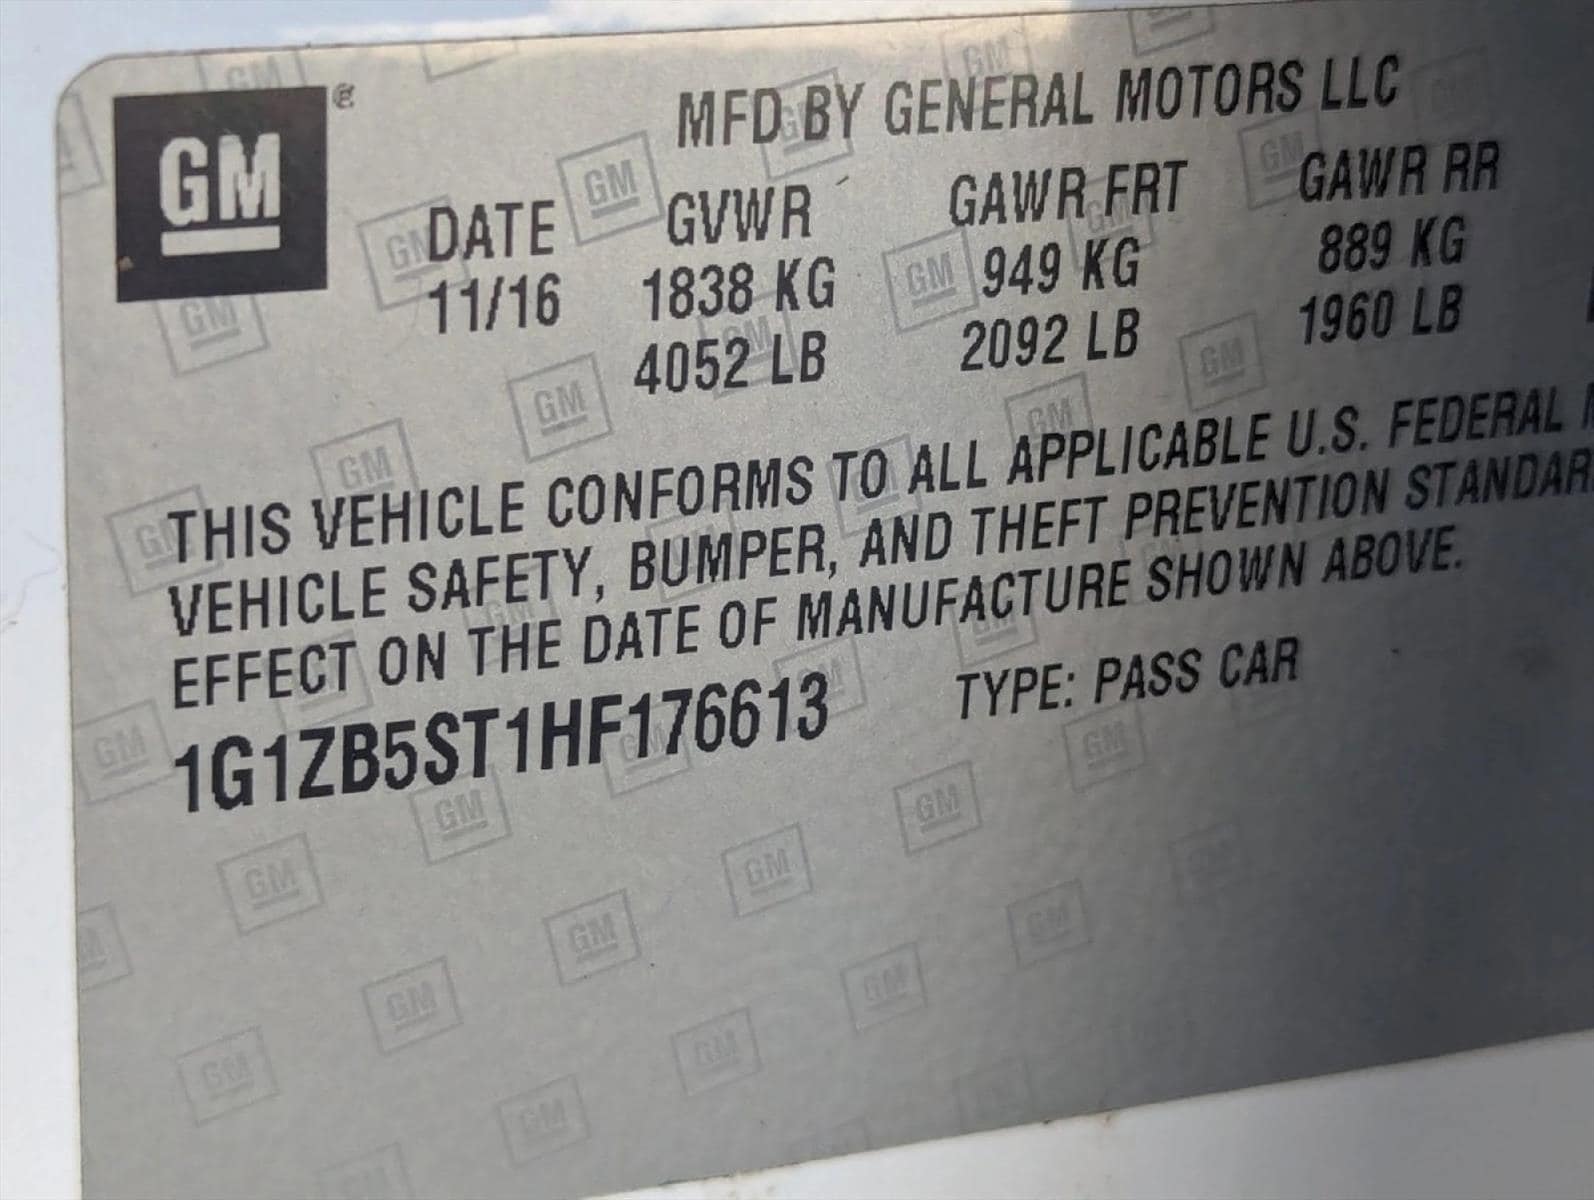 GM
MFD BY GENERAL MOTORS LLC
DATE GVWR GAWR FRT GAWR RR
11/16 1838 KG 949 KG 889 KG
4052 LB 2092 LB 1960 LB
THIS VEHICLE CONFORMS TO ALL APPLICABLE U.S. FEDERAL
VEHICLE SAFETY, BUMPER, AND THEFT PREVENTION STANDAR
EFFECT ON THE DATE OF MANUFACTURE SHOWN ABOVE.
1G1ZB5ST1HF176613 TYPE: PASS CAR